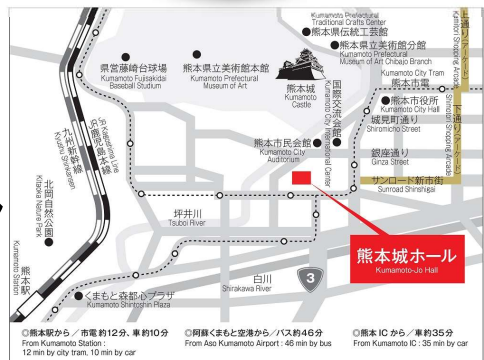 Kumamoto Prefectural
Traditional Crafts Center
熊本県伝統工芸館
熊本県立美術館分館
Kumamoto Prefectural
Museum of Art Chibajo Branch
上通り(アーケード)
Kamitori Shopping Arcade
県営藤崎台球場
Kumamoto Fujisakidai
Baseball Studium
熊本県立美術館
Kumamoto Prefectural
Museum of Art
熊本城
Kumamoto
Castle
国際交流会館
Kumamoto City International Center
Kumamoto City Tram
熊本市電
熊本市役所
Kumamoto City Hall
城見町通り
Shiromicho Street
下通り(アーケード)
Shimotori Shopping Arcade
熊本市民会館
Kumamoto City
Auditorium
銀座通り
Ginza Street
サンロード新市街
Sunroad Shinshigai
JR Kagoshima Line
JR鹿児島本線
九州新幹線
Kyushu Shinkansen
北岡自然公園
Kitaoka Nature Park
熊本駅
Kumamoto Station
坪井川
Tsuboi River
熊本城ホール
Kumamoto-Jo Hall
白川
Shirakawa River
3
くまもと森都心プラザ
Kumamoto Shintoshin Plaza
◎熊本駅から/市電約12分、車約10分
From Kumamoto Station :
12 min by city tram, 10 min by car
◎阿蘇くまもと空港から/バス約46分
From Aso Kumamoto Airport : 46 min by bus
◎熊本ICから/車約35分
From Kumamoto IC : 35 min by car